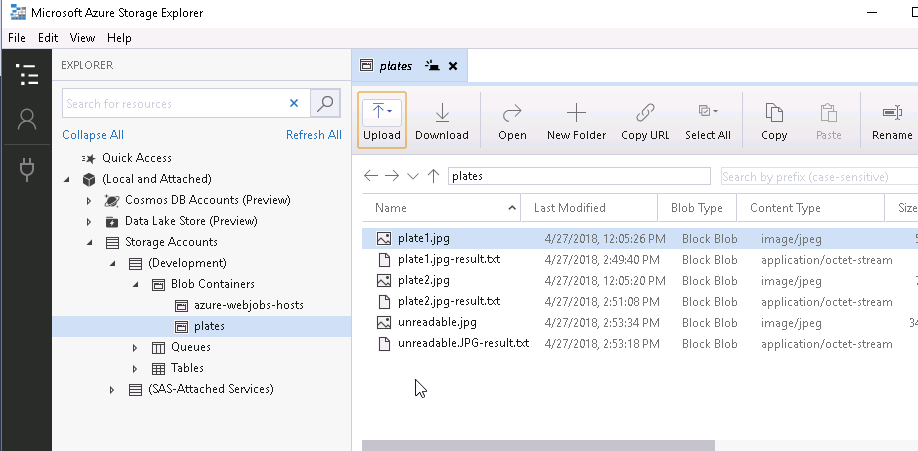 Microsoft Azure Storage Explorer
File Edit View Help
EXPLORER
Search for resources
Collapse All Refresh All
Quick Access
(Local and Attached)
Cosmos DB Accounts (Preview)
Data Lake Store (Preview)
Storage Accounts
(Development)
Blob Containers
azure-webjobs-hosts
plates
Queues
Tables
(SAS-Attached Services)
plates
Upload Download Open New Folder Copy URL Select All Copy Paste Rename
plates Search by prefix (case-sensitive)
Name Last Modified Blob Type Content Type Size
plate1.jpg 4/27/2018, 12:05:26 PM Block Blob image/jpeg
plate1.jpg-result.txt 4/27/2018, 2:49:40 PM Block Blob application/octet-stream
plate2.jpg 4/27/2018, 12:05:20 PM Block Blob image/jpeg
plate2.jpg-result.txt 4/27/2018, 2:51:08 PM Block Blob application/octet-stream
unreadable.jpg 4/27/2018, 2:53:34 PM Block Blob image/jpeg 34
unreadable.JPG-result.txt 4/27/2018, 2:53:18 PM Block Blob application/octet-stream